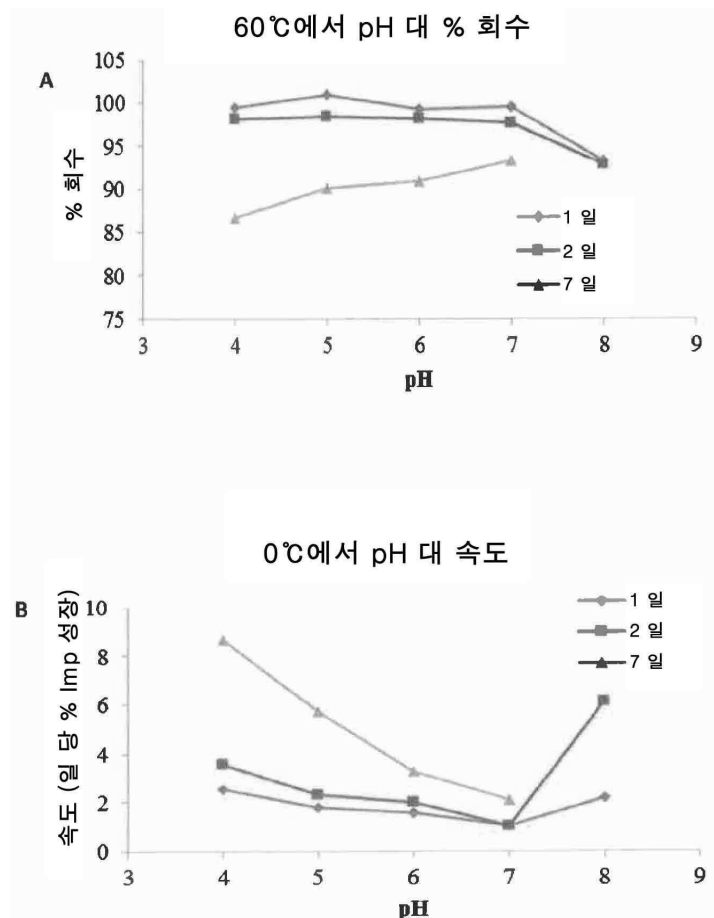 60℃에서 pH 대 % 회수
A
105
100
95
90
85
80
75
% 회수
1 일
2 일
7 일
3 4 5 6 7 8 9
pH
0℃에서 pH 대 속도
B
10
8
6
4
2
0
속도 (일 당 % Imp 성장)
1 일
2 일
7 일
3 4 5 6 7 8 9
pH